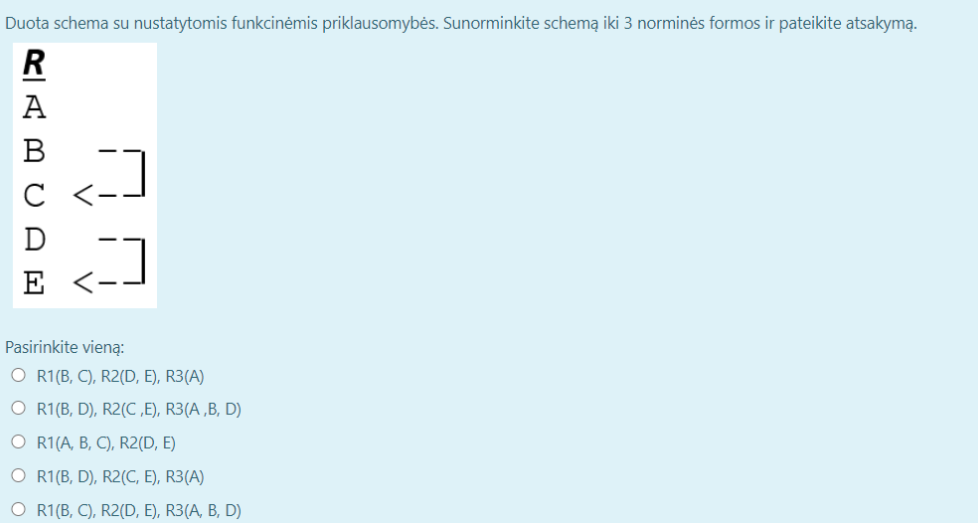 Duota schema su nustatytomis funkcinėmis priklausomybės. Sunorminkite schemą iki 3 norminės formos ir pateikite atsakymą.
R
A
B
C <--
D
E <--
Pasirinkite vieną:
R1(B, C), R2(D, E), R3(A)
R1(B, D), R2(C ,E), R3(A ,B, D)
R1(A, B, C), R2(D, E)
R1(B, D), R2(C, E), R3(A)
R1(B, C), R2(D, E), R3(A, B, D)